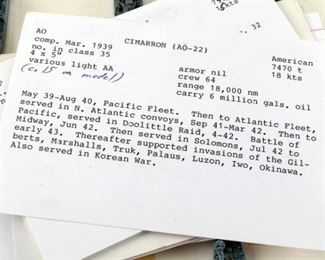 18 kts
. 32
AO
CIMARRON (AO-22)
American
comp. Mar. 1939
7470 t
no. in class 35
18 kts
4 x 5"
armor nil
various light AA
crew 64
range 18,000 nm
carry 6 million gals. oil
on model)
May 39-Aug 40, Pacific Fleet. Then to Atlantic Fleet,
served in N. Atlantic convoys, Sep 41-Mar 42. Then to
Pacific, served in Doolittle Raid, 4-42. Battle of
Midway, Jun 42. Then served in Solomons, Jul 42 to
early 43. Thereafter supported invasions of the Gil-
berts, Marshalls, Truk, Palaus, Luzon, Iwo, Okinawa.
Also served in Korean War.